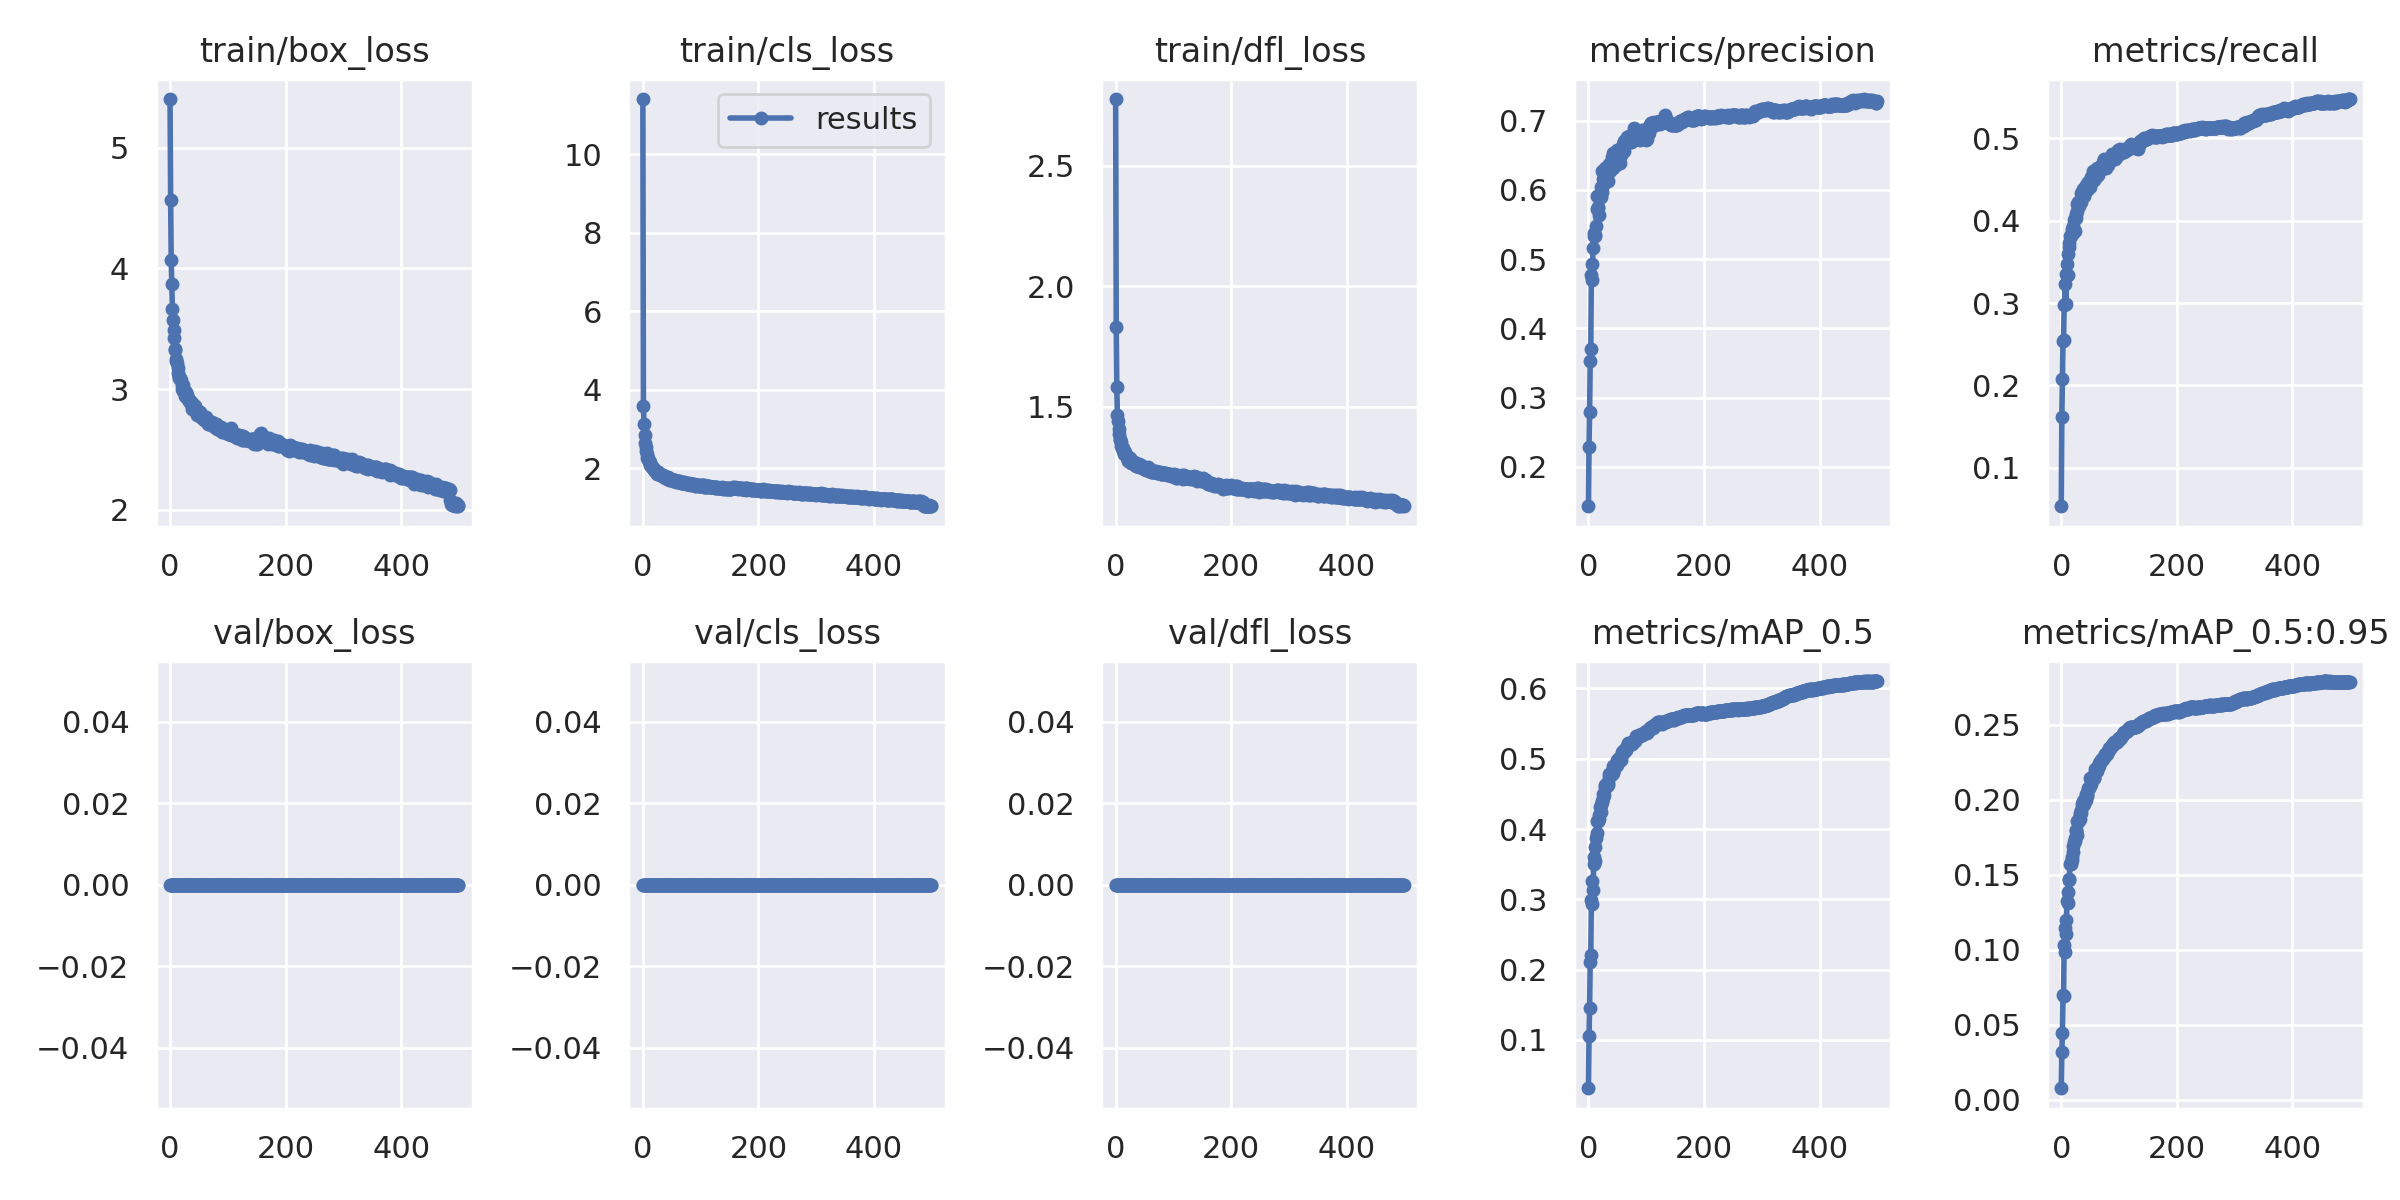 train/box_loss
5
4
3
2
0 200 400
train/cls_loss
results
10
8
6
4
2
0 200 400
train/dfl_loss
2.5
2.0
1.5
0 200 400
metrics/precision
0.7
0.6
0.5
0.4
0.3
0.2
0 200 400
metrics/recall
0.5
0.4
0.3
0.2
0.1
0 200 400
val/box_loss
0.04
0.02
0.00
−0.02
−0.04
0 200 400
val/cls_loss
0.04
0.02
0.00
−0.02
−0.04
0 200 400
val/dfl_loss
0.04
0.02
0.00
−0.02
−0.04
0 200 400
metrics/mAP_0.5
0.6
0.5
0.4
0.3
0.2
0.1
0 200 400
metrics/mAP_0.5:0.95
0.25
0.20
0.15
0.10
0.05
0.00
0 200 400